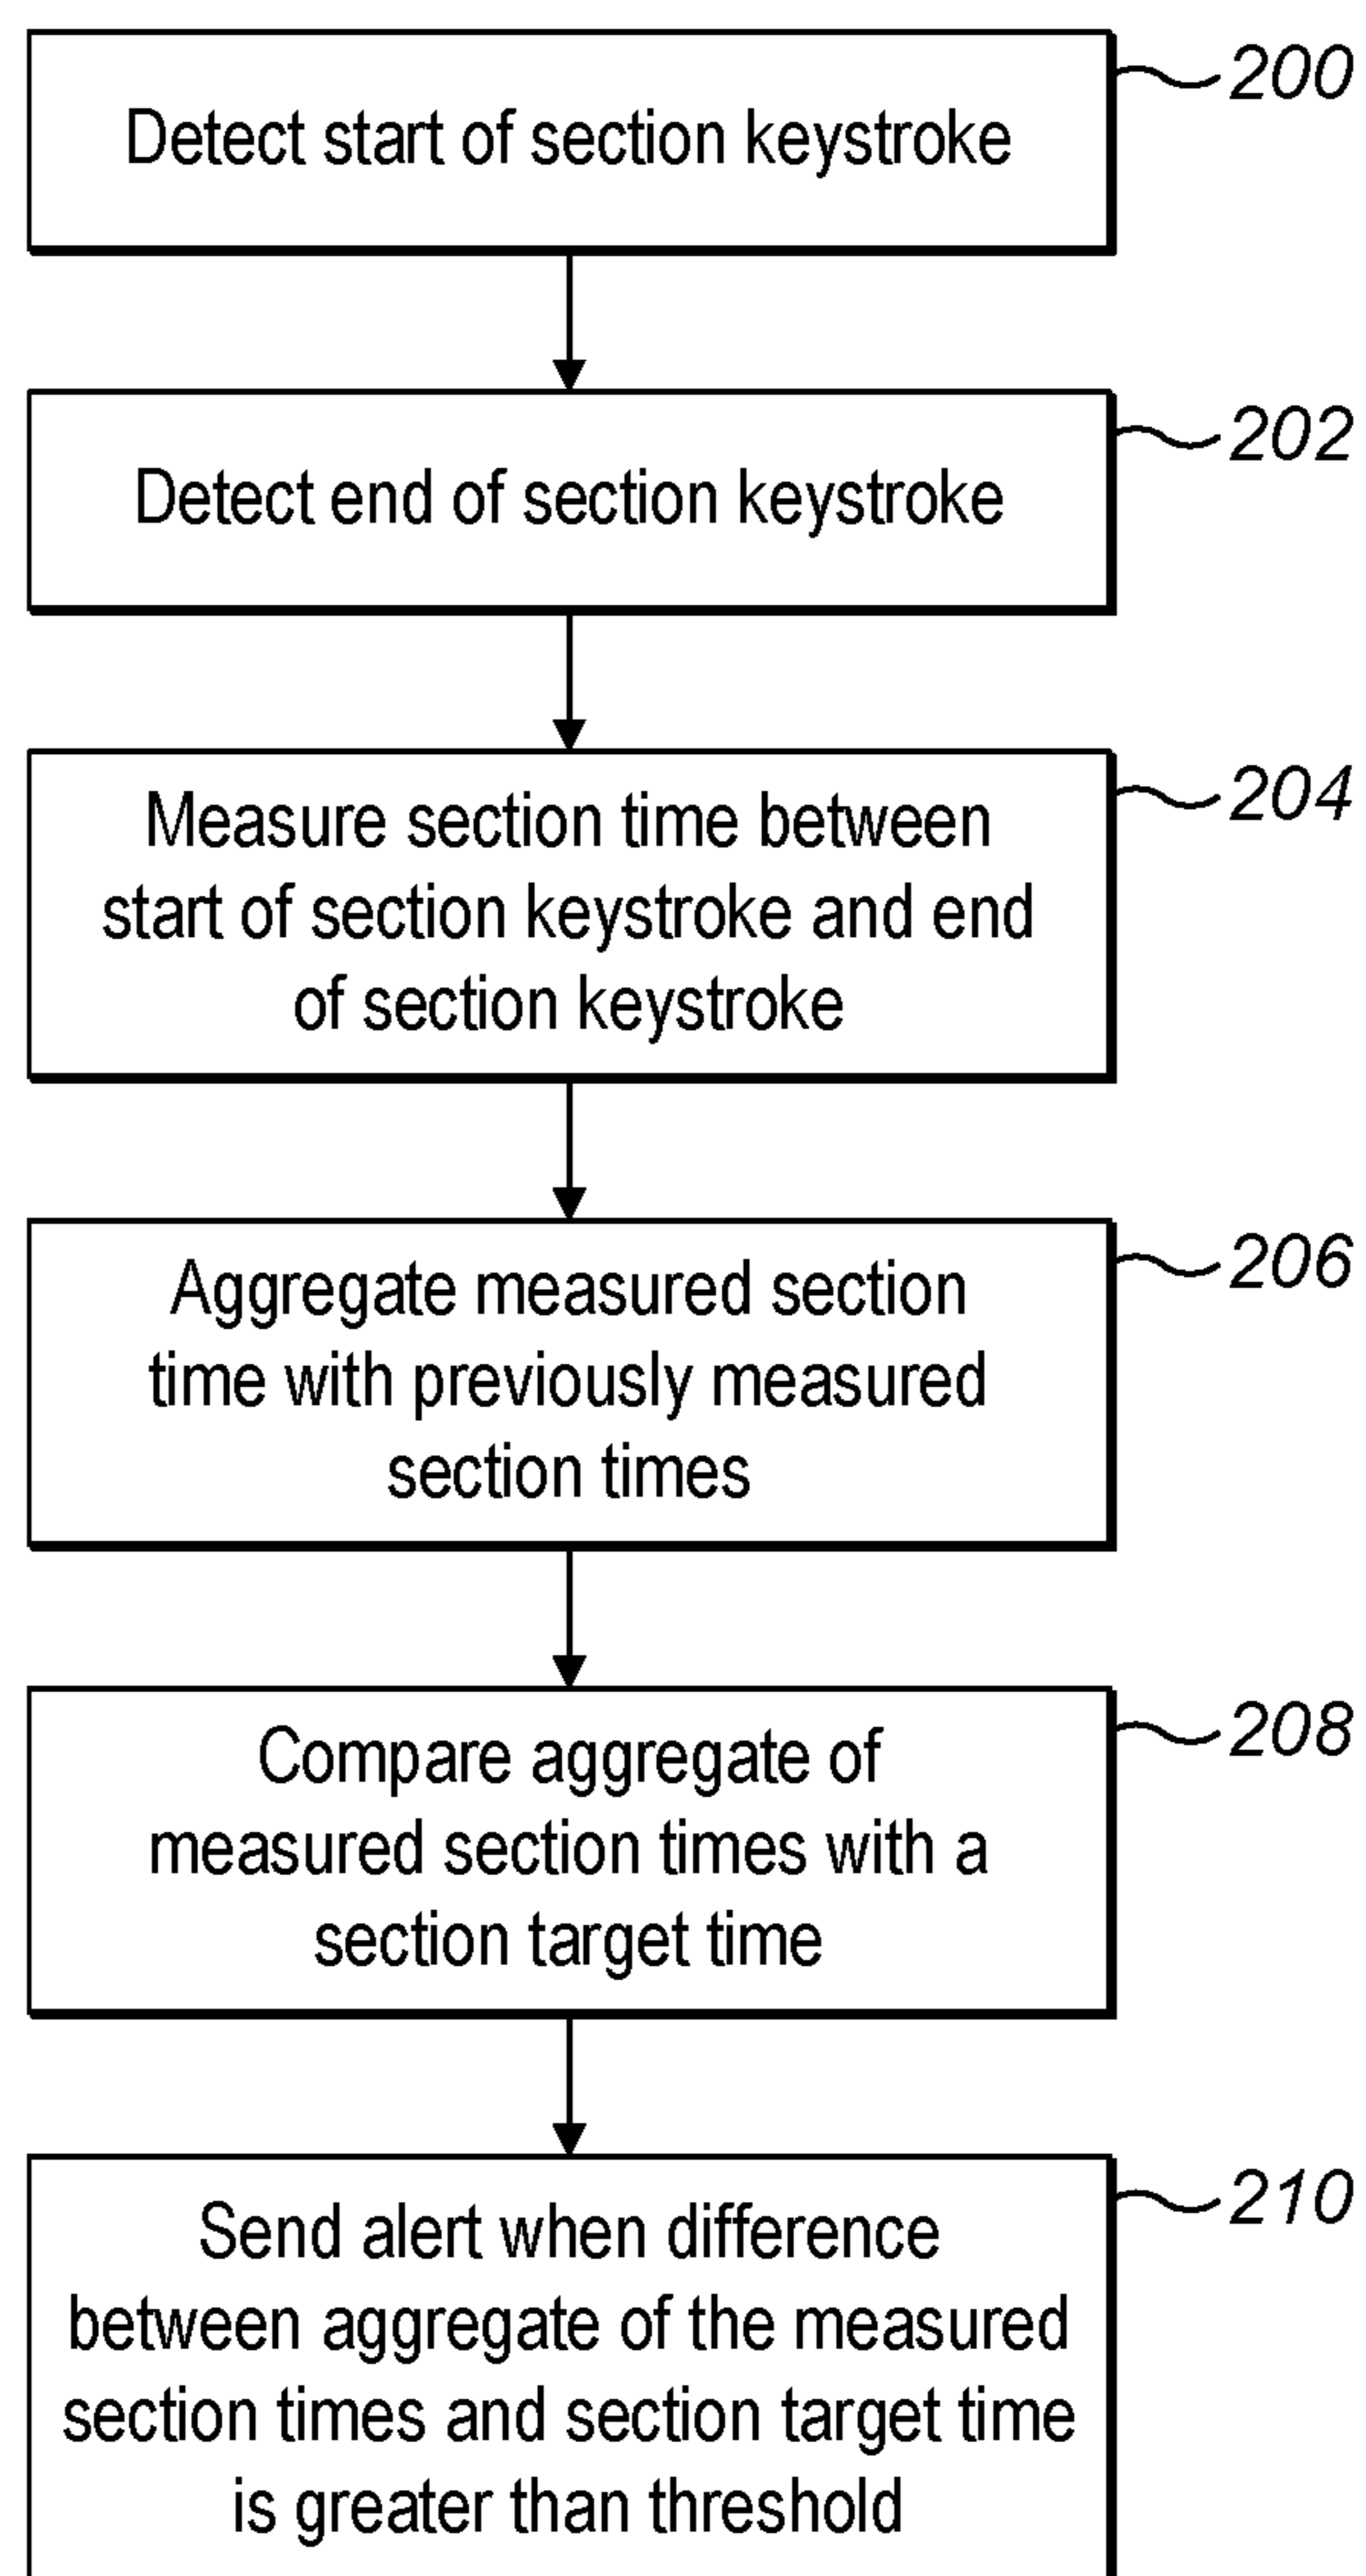 200
Detect start of section keystroke
202
Detect end of section keystroke
204
Measure section time between
start of section keystroke and end
of section keystroke
206
Aggregate measured section
time with previously measured
section times
208
Compare aggregate of
measured section times with a
section target time
210
Send alert when difference
between aggregate of the measured
section times and section target time
is greater than threshold